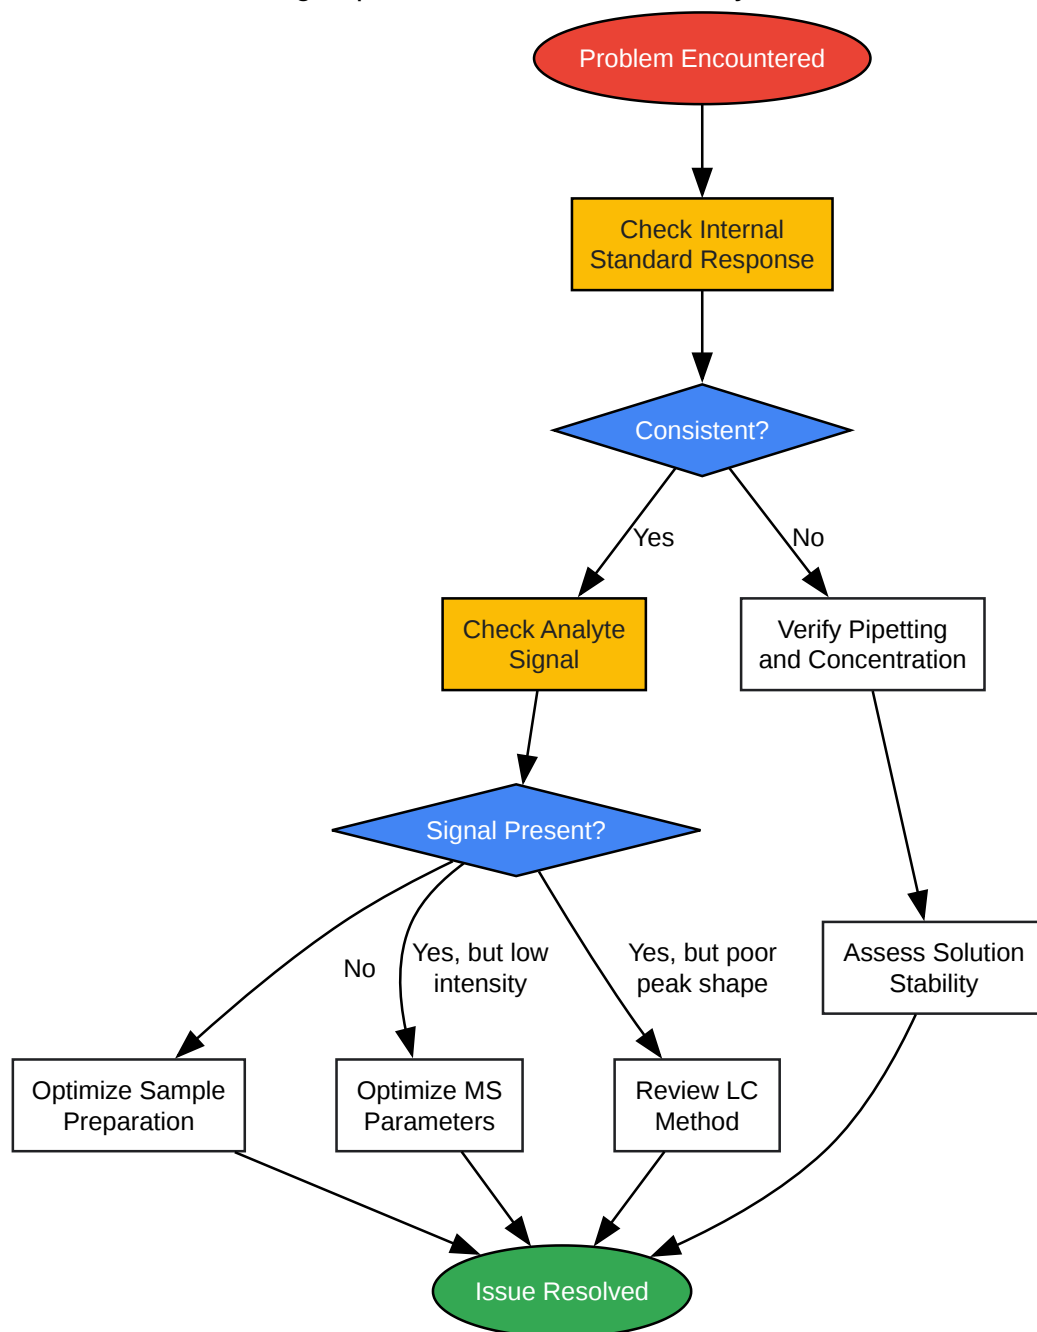 Problem Encountered
Check Internal
Standard Response
Consistent?
Yes
No
Check Analyte
Signal
Verify Pipetting
and Concentration
Signal Present?
No
Yes, but low
intensity
Yes, but poor
peak shape
Assess Solution
Stability
Optimize Sample
Preparation
Optimize MS
Parameters
Review LC
Method
Issue Resolved